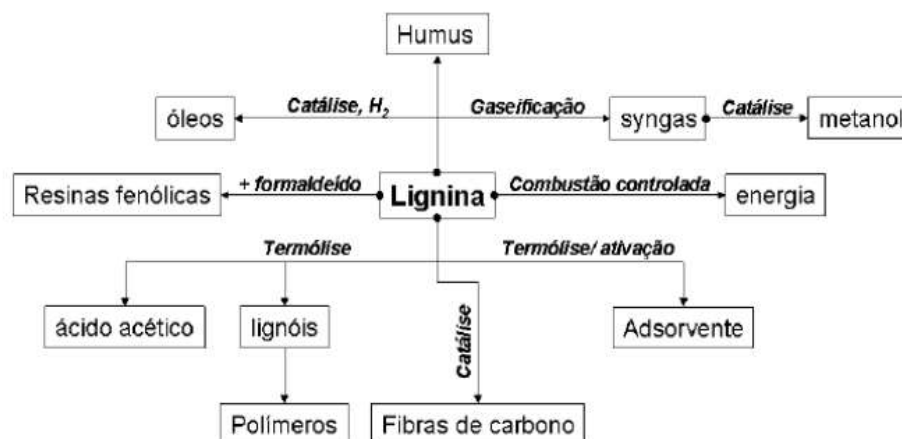 Humus
óleos
Catálise, H₂
Gaseificação
syngas
Catálise
metanol
Resinas fenólicas
+ formaldeído
Lignina
Combustão controlada
energia
Termólise
Termólise/ ativação
ácido acético
lignóis
Catálise
Adsorvente
Polímeros
Fibras de carbono